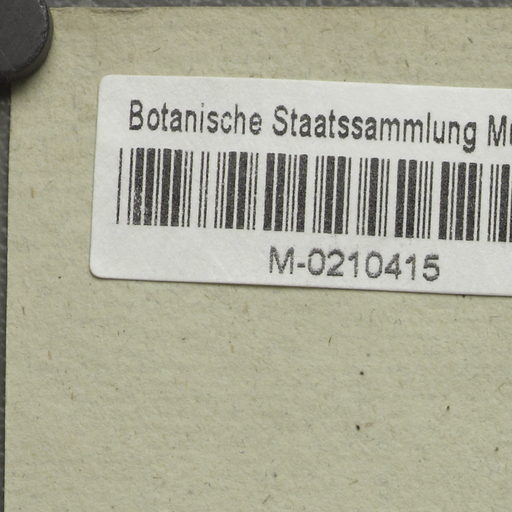 Botanische Staatssammlung
M-0210415